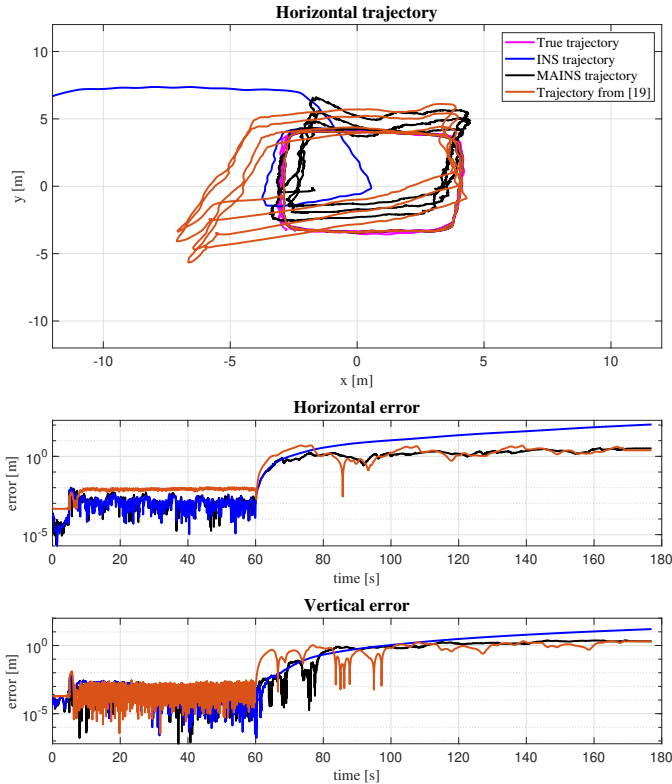 Horizontal trajectory
True trajectory
INS trajectory
MAINS trajectory
Trajectory from [19]
10
5
0
-5
-10
y [m]
-10 -5 0 5 10
x [m]
Horizontal error
10^0
10^-5
error [m]
0 20 40 60 80 100 120 140 160 180
time [s]
Vertical error
10^0
10^-5
error [m]
0 20 40 60 80 100 120 140 160 180
time [s]